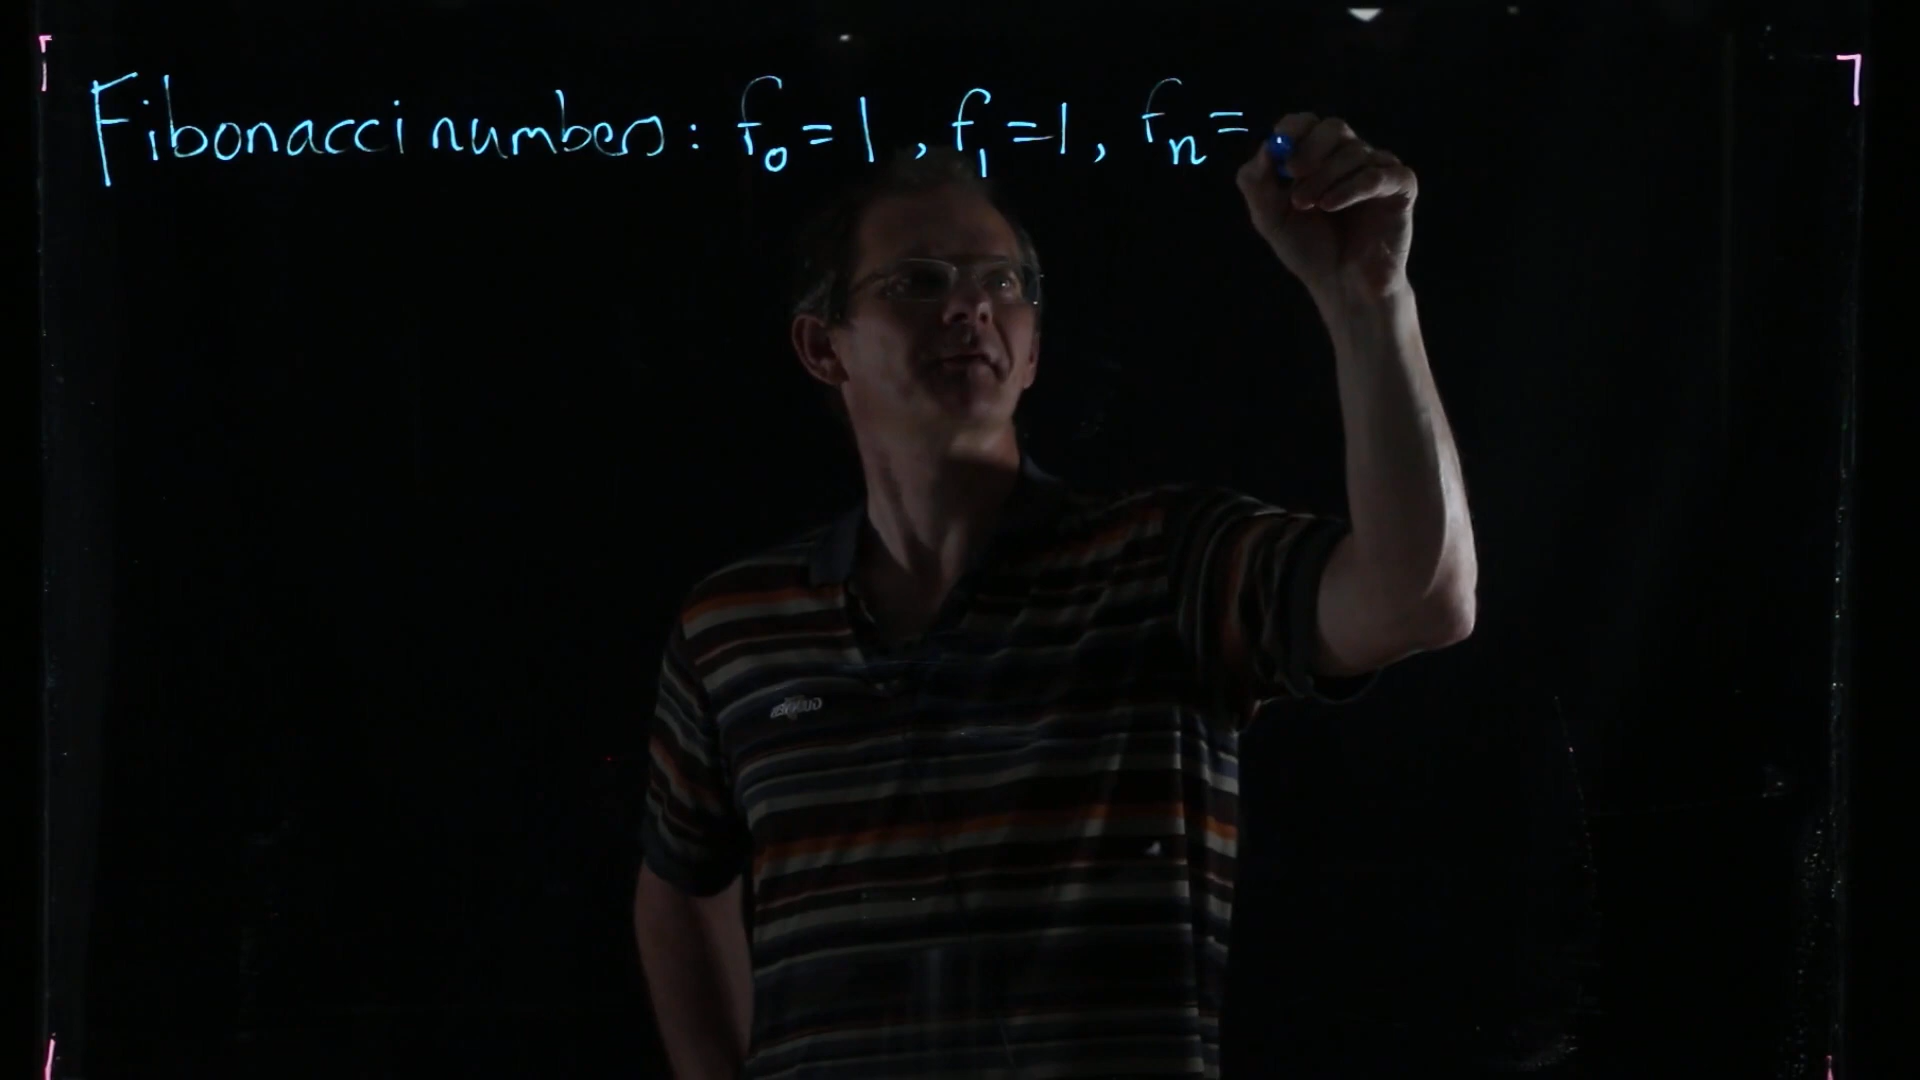 Fibonacci numbers: f₀ = 1, f₁ = 1, fₙ =